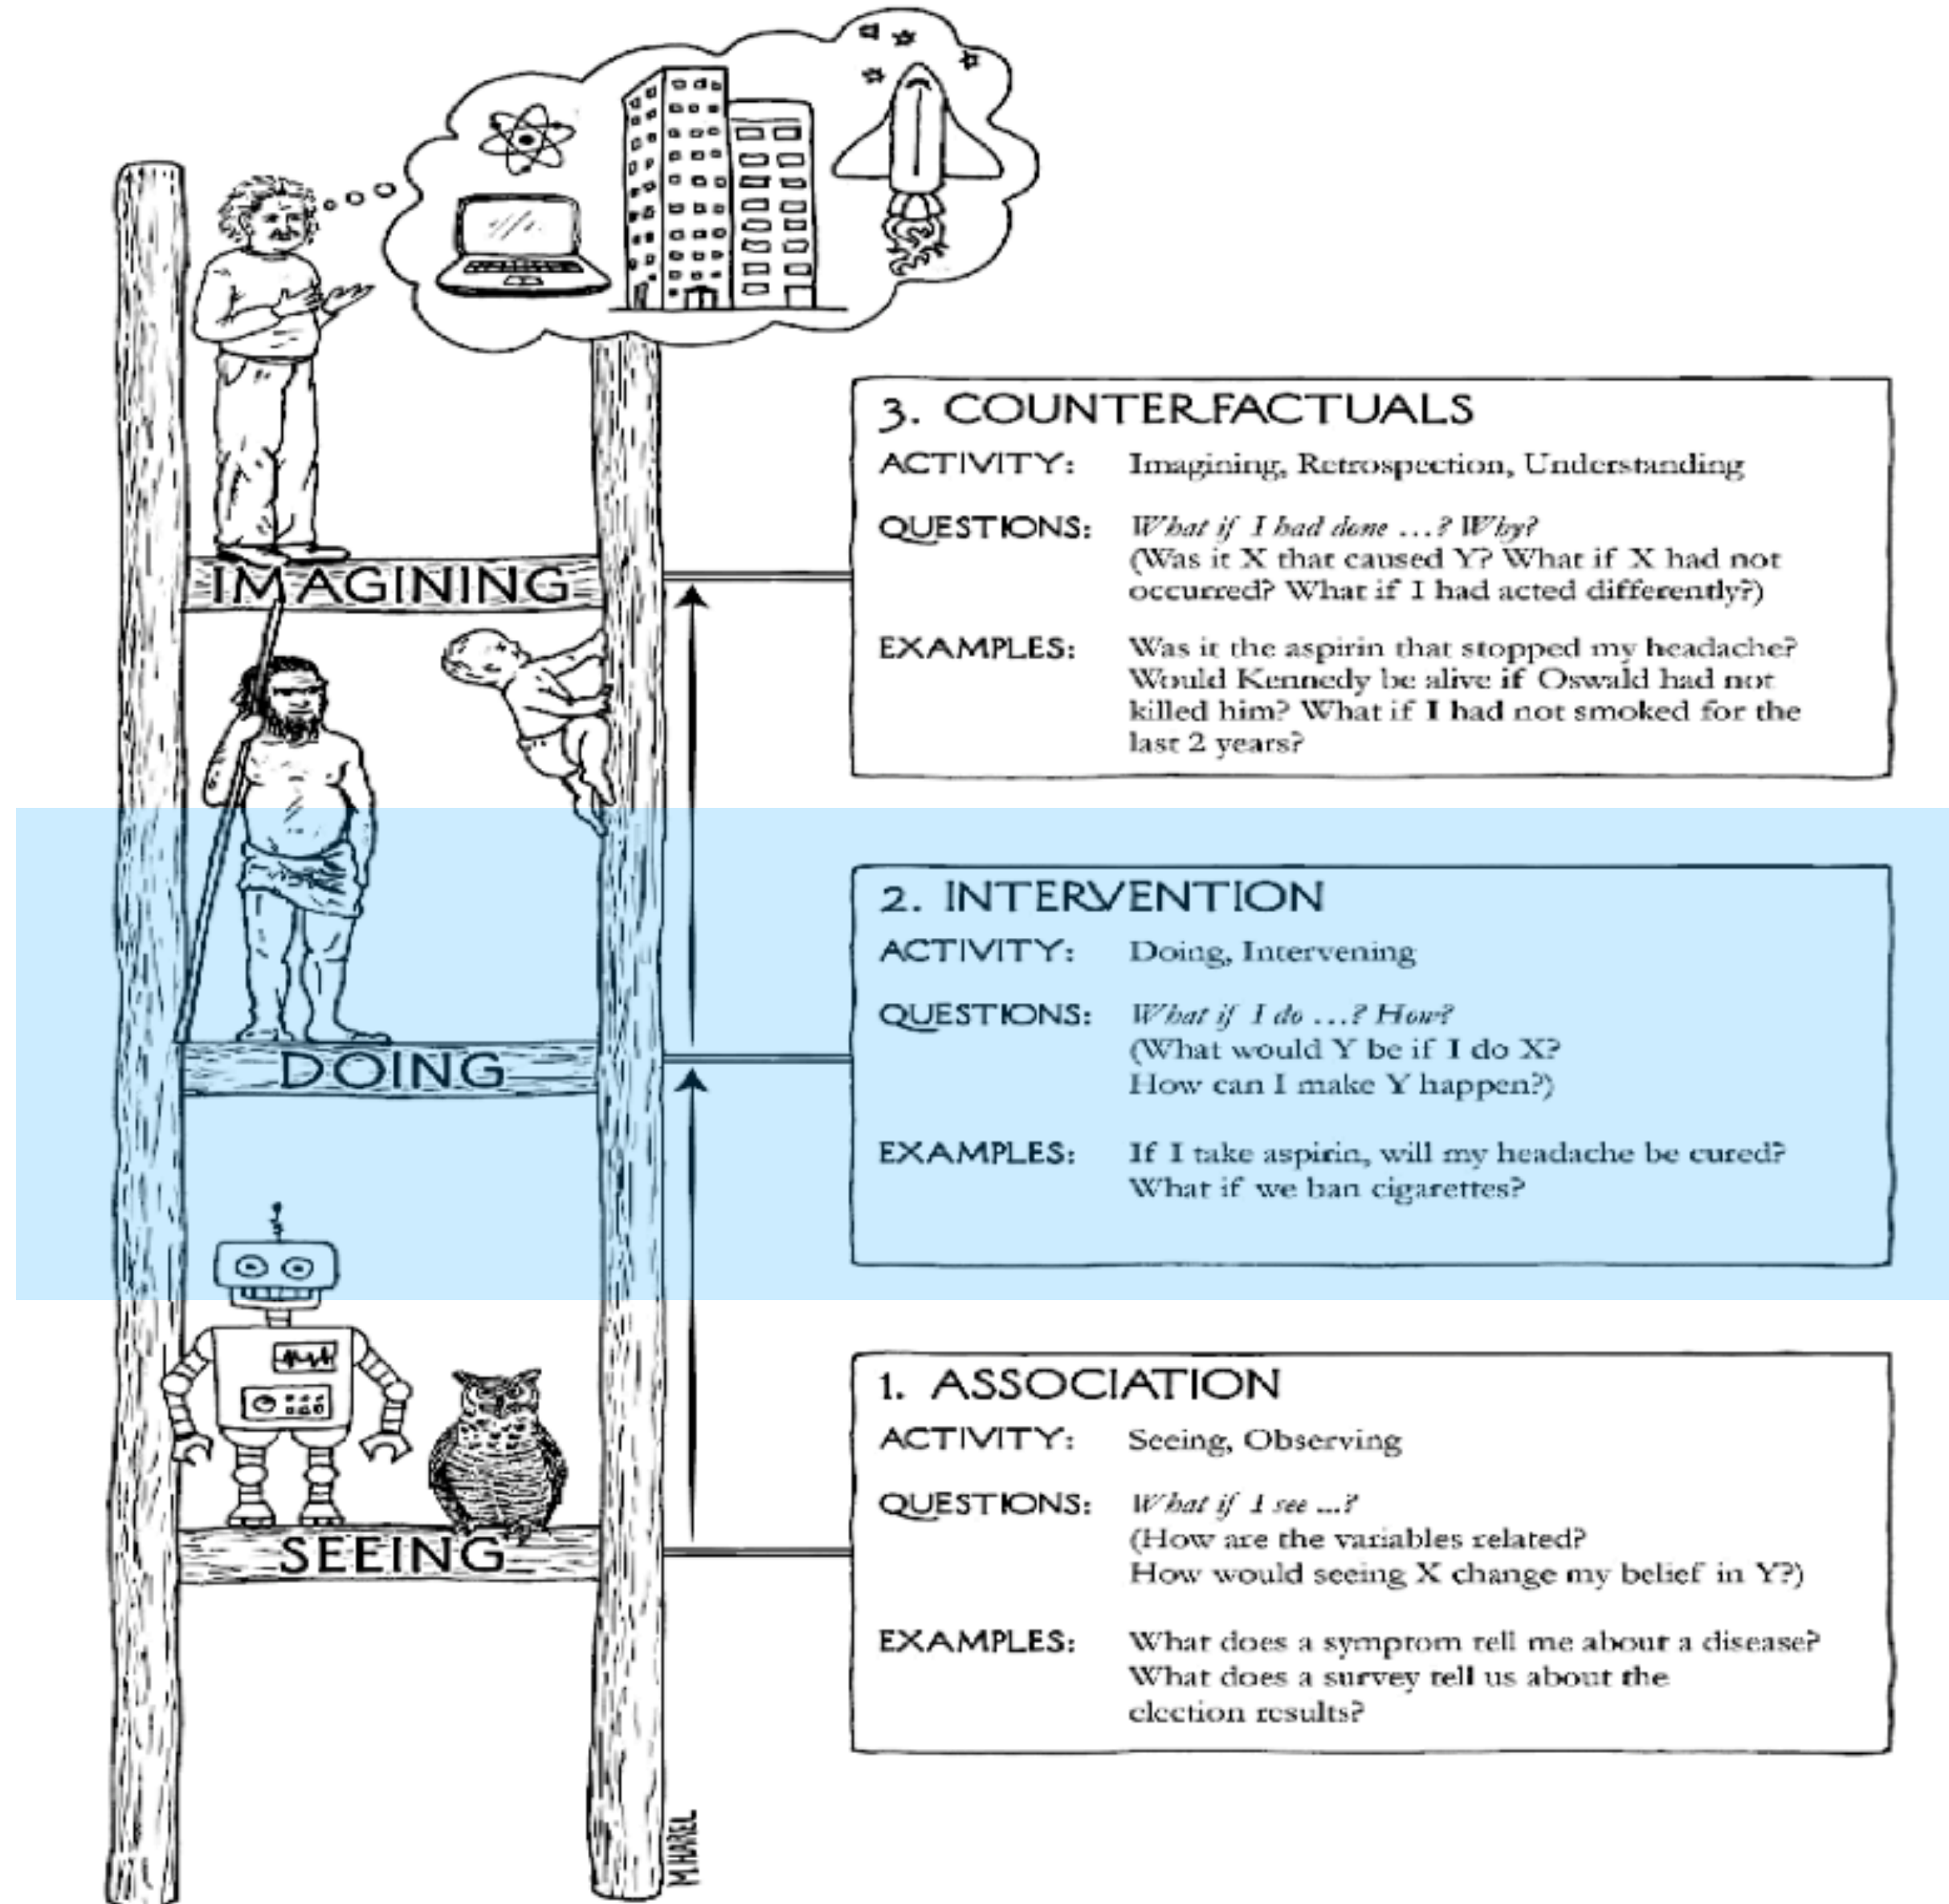 IMAGINING
DOING
SEEING
M.HAREL
3. COUNTERFACTUALS
ACTIVITY: Imagining, Retrospection, Understanding
QUESTIONS: What if I had done ...? Why?
(Was it X that caused Y? What if X had not
occurred? What if I had acted differently?)
EXAMPLES: Was it the aspirin that stopped my headache?
Would Kennedy be alive if Oswald had not
killed him? What if I had not smoked for the
last 2 years?
2. INTERVENTION
ACTIVITY: Doing, Intervening
QUESTIONS: What if I do ...? How?
(What would Y be if I do X?
How can I make Y happen?)
EXAMPLES: If I take aspirin, will my headache be cured?
What if we ban cigarettes?
1. ASSOCIATION
ACTIVITY: Seeing, Observing
QUESTIONS: What if I see ...?
(How are the variables related?
How would seeing X change my belief in Y?)
EXAMPLES: What does a symptom tell me about a disease?
What does a survey tell us about the
election results?